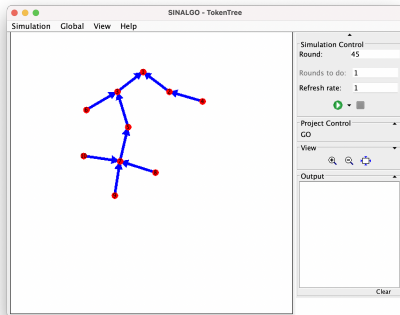 SINALGO - TokenTree
Simulation Global View Help
Simulation Control
Round: 45
Rounds to do: 1
Refresh rate: 1
Project Control
GO
View
Output
Clear